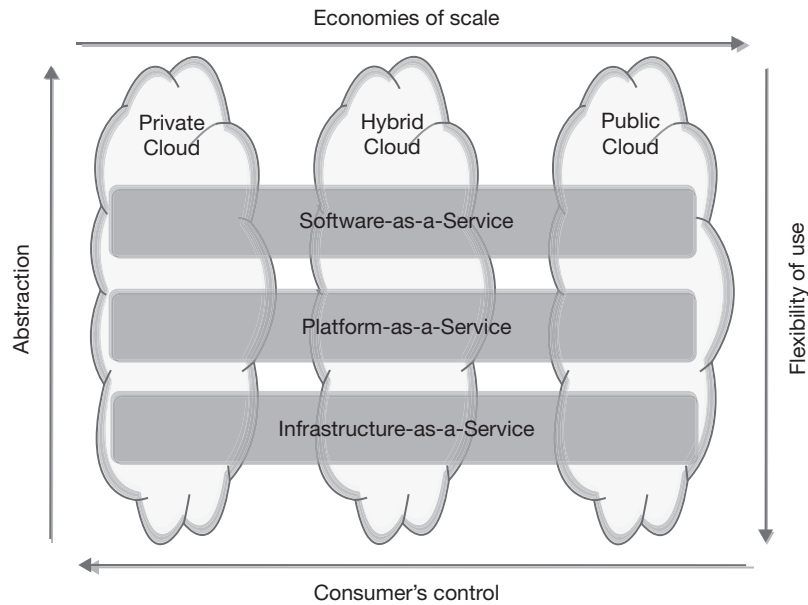 Economies of scale
Private
Cloud
Hybrid
Cloud
Public
Cloud
Software-as-a-Service
Abstraction
Platform-as-a-Service
Flexibility of use
Infrastructure-as-a-Service
Consumer’s control